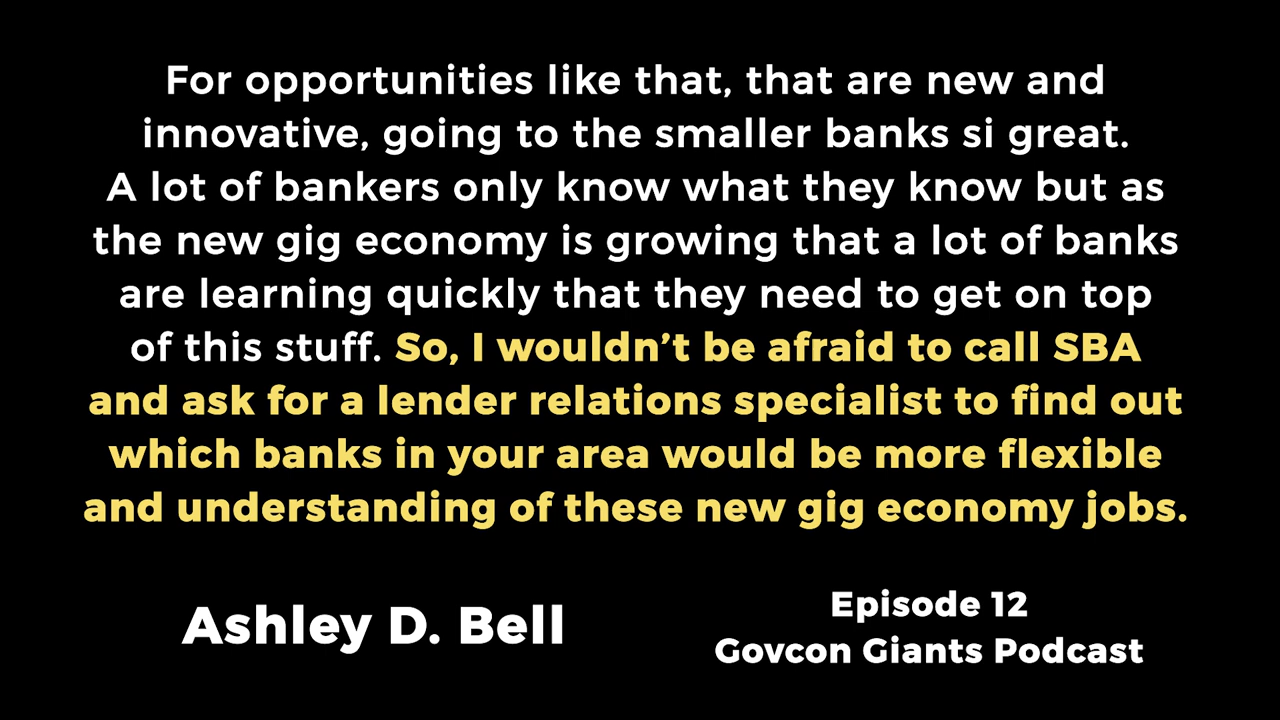 For opportunities like that, that are new and
innovative, going to the smaller banks si great.
A lot of bankers only know what they know but as
the new gig economy is growing that a lot of banks
are learning quickly that they need to get on top
of this stuff. So, I wouldn’t be afraid to call SBA
and ask for a lender relations specialist to find out
which banks in your area would be more flexible
and understanding of these new gig economy jobs.
Ashley D. Bell
Episode 12
Govcon Giants Podcast